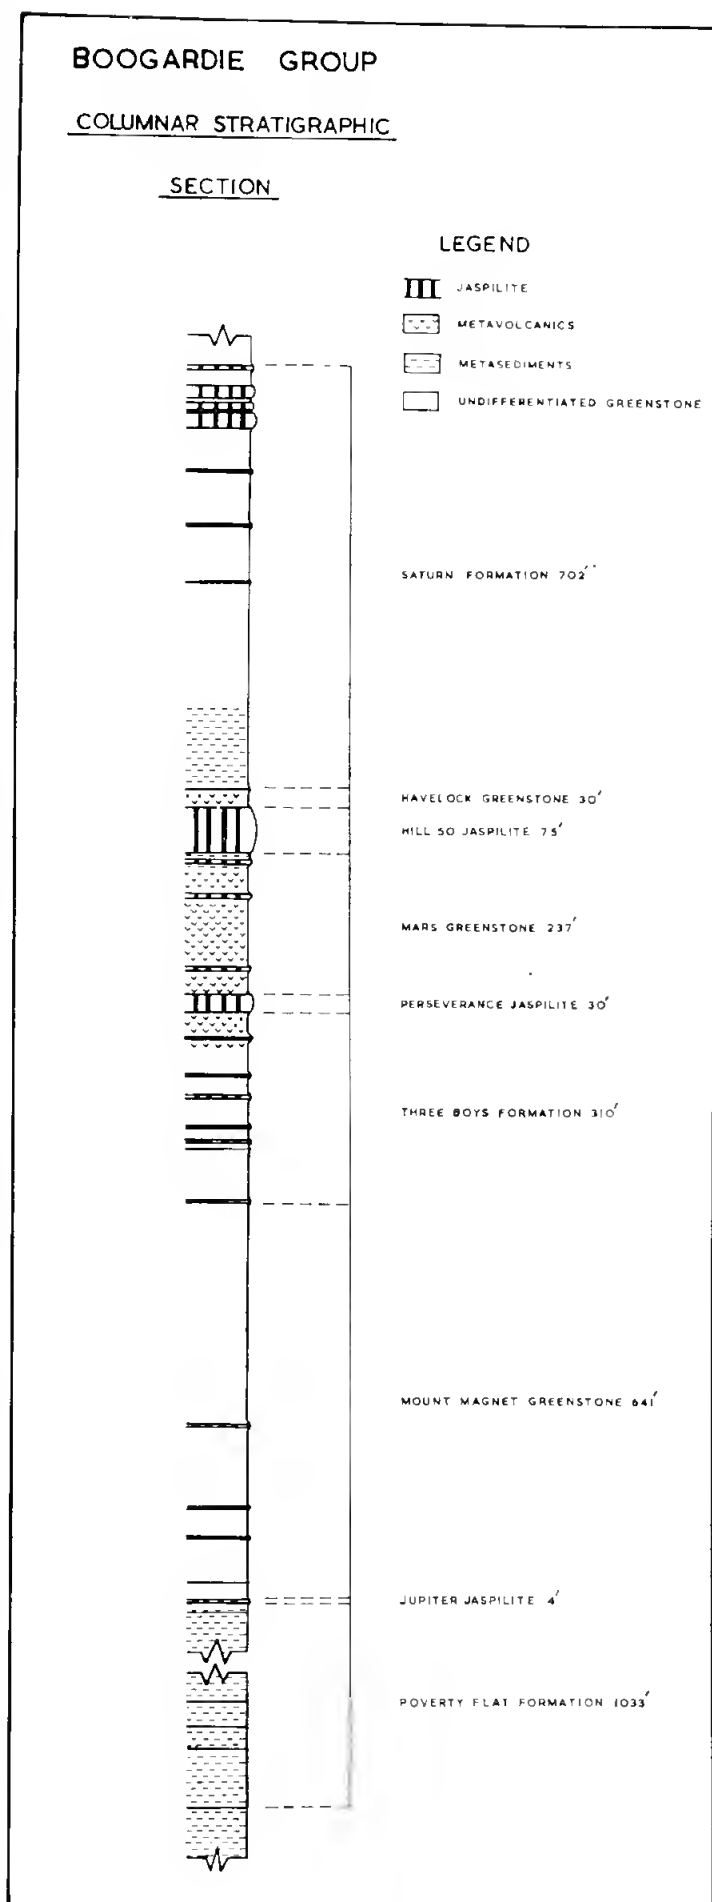 BOOGARDIE GROUP
COLUMNAR STRATIGRAPHIC
SECTION
LEGEND
JASPILITE
METAVOLCANICS
METASEDIMENTS
UNDIFFERENTIATED GREENSTONE
SATURN FORMATION 702'
HAVELOCK GREENSTONE 30'
HILL 50 JASPILITE 75'
MARS GREENSTONE 237'
PERSEVERANCE JASPILITE 30'
THREE BOYS FORMATION 310'
MOUNT MAGNET GREENSTONE 641'
JUPITER JASPILITE 4'
POVERTY FLAT FORMATION 1033'